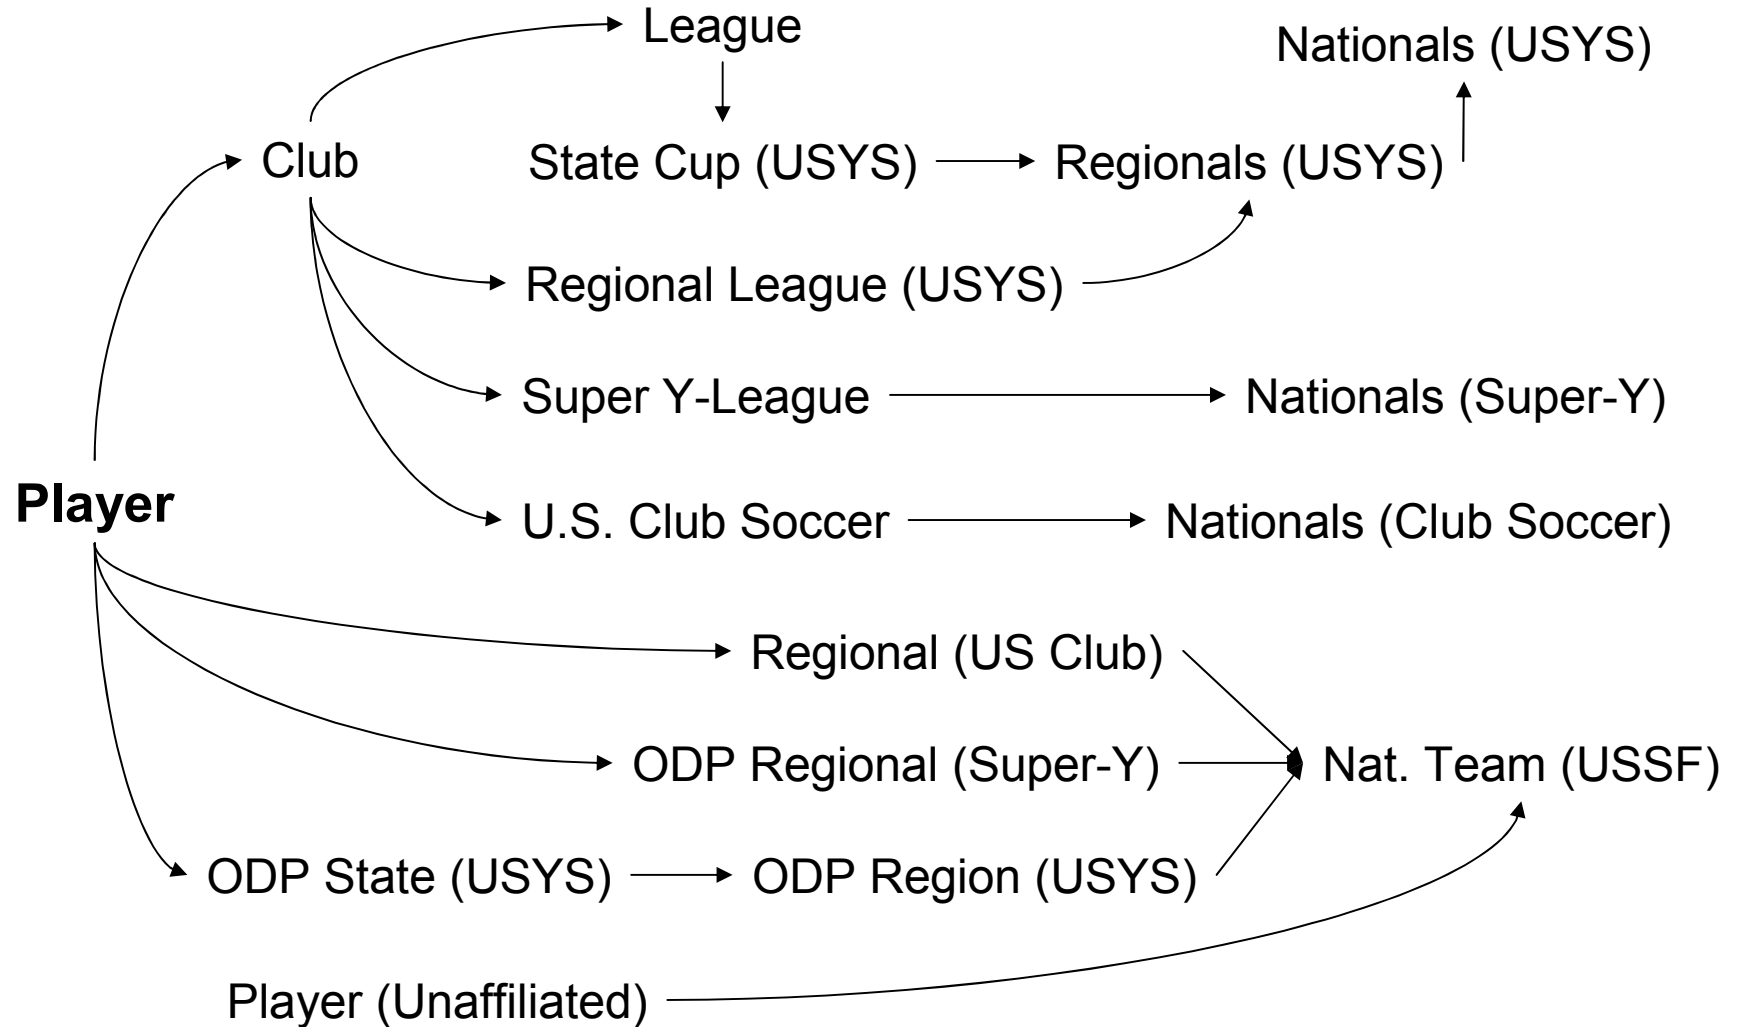 League
Nationals (USYS)
Club
State Cup (USYS)
Regionals (USYS)
Regional League (USYS)
Super Y-League
Nationals (Super-Y)
Player
U.S. Club Soccer
Nationals (Club Soccer)
Regional (US Club)
ODP Regional (Super-Y)
Nat. Team (USSF)
ODP State (USYS)
ODP Region (USYS)
Player (Unaffiliated)